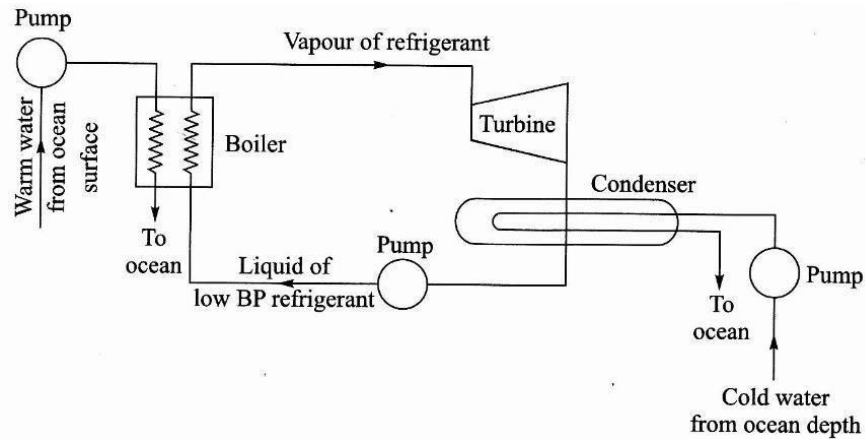 Pump
Vapour of refrigerant
Warm water
from ocean
surface
Boiler
Turbine
Condenser
To
ocean
Liquid of
low BP refrigerant
Pump
Pump
To
ocean
Cold water
from ocean depth